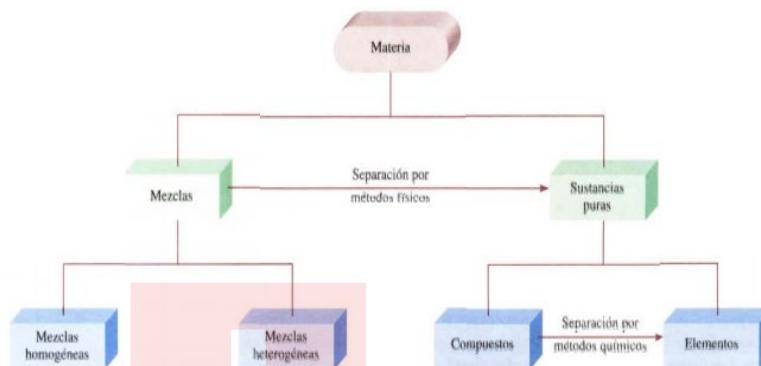 Materia
Mezclas
Separación por
métodos físicos
Sustancias
puras
Mezclas
homogéneas
Mezclas
heterogéneas
Compuestos
Separación por
métodos químicos
Elementos